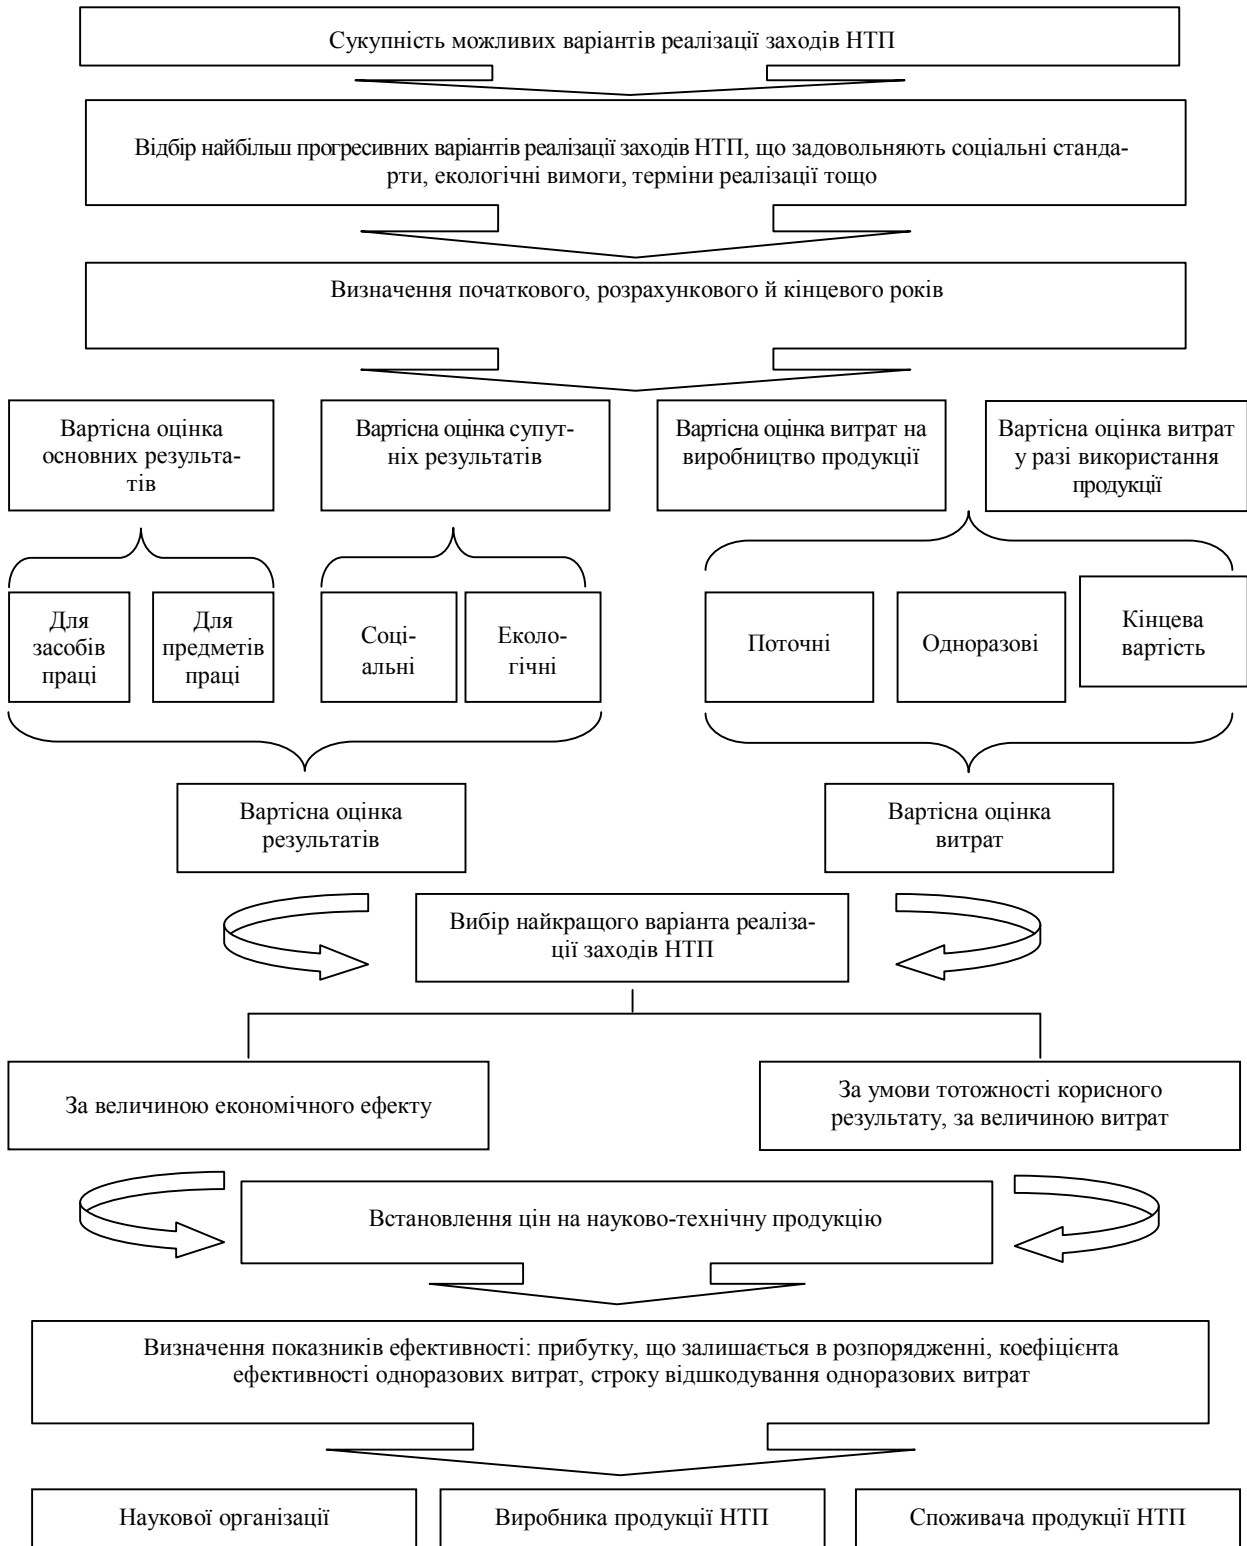 Сукупність можливих варіантів реалізації заходів НТП
Відбір найбільш прогресивних варіантів реалізації заходів НТП, що задовольняють соціальні станда-
рти, екологічні вимоги, терміни реалізації тощо
Визначення початкового, розрахункового й кінцевого років
Вартісна оцінка
основних результа-
тів
Вартісна оцінка супут-
ніх результатів
Вартісна оцінка витрат на
виробництво продукції
Вартісна оцінка витрат
у разі використання
продукції
Для
засобів
праці
Для
предметів
праці
Соці-
альні
Еколо-
гічні
Поточні
Одноразові
Кінцева
вартість
Вартісна оцінка
результатів
Вартісна оцінка
витрат
Вибір найкращого варіанта реаліза-
ції заходів НТП
За величиною економічного ефекту
За умови тотожності корисного
результату, за величиною витрат
Встановлення цін на науково-технічну продукцію
Визначення показників ефективності: прибутку, що залишається в розпорядженні, коефіцієнта
ефективності одноразових витрат, строку відшкодування одноразових витрат
Наукової організації
Виробника продукції НТП
Споживача продукції НТП